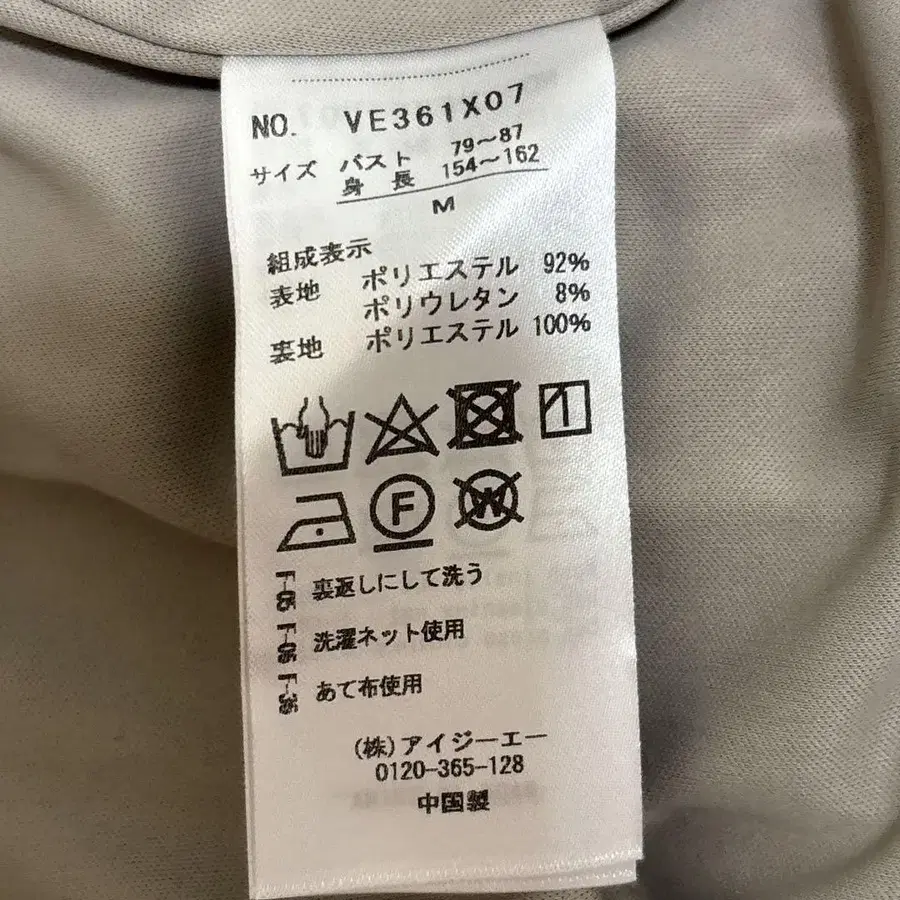 NO. VE361X07
サイズ バスト 79〜87
身長 154〜162
M
組成表示
表地 ポリエステル 92%
ポリウレタン 8%
裏地 ポリエステル 100%
F
W
F-05 裏返しにして洗う
F-06 洗濯ネット使用
F-36 あて布使用
(株)アイジーエー
0120-365-128
中国製